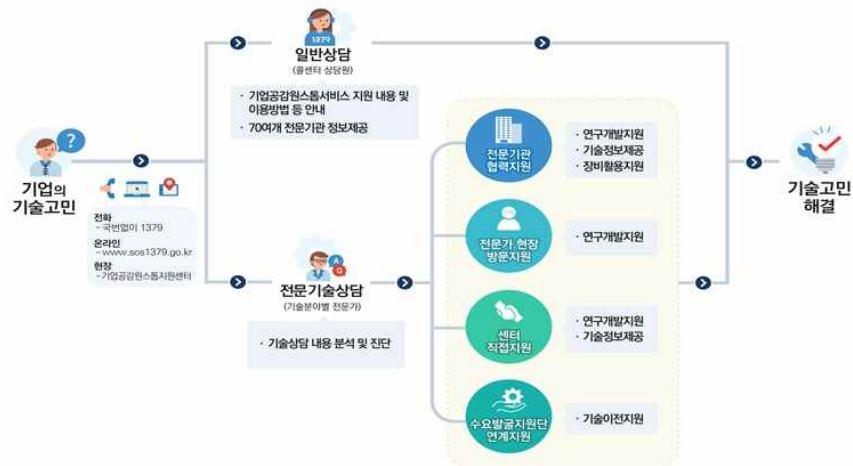 ?
기업의
기술고민
전화
- 국번없이 1379
온라인
- www.sos1379.go.kr
현장
- 기업공감원스톱지원센터
1379
일반상담
(콜센터 상담원)
· 기업공감원스톱서비스 지원 내용 및
이용방법 등 안내
· 70여개 전문기관 정보제공
A
Q
전문기술상담
(기술분야별 전문가)
· 기술상담 내용 분석 및 진단
전문기관
협력지원
· 연구개발지원
· 기술정보제공
· 장비활용지원
전문가 현장
방문지원
· 연구개발지원
센터
직접지원
· 연구개발지원
· 기술정보제공
수요발굴지원단
연계지원
· 기술이전지원
기술고민
해결